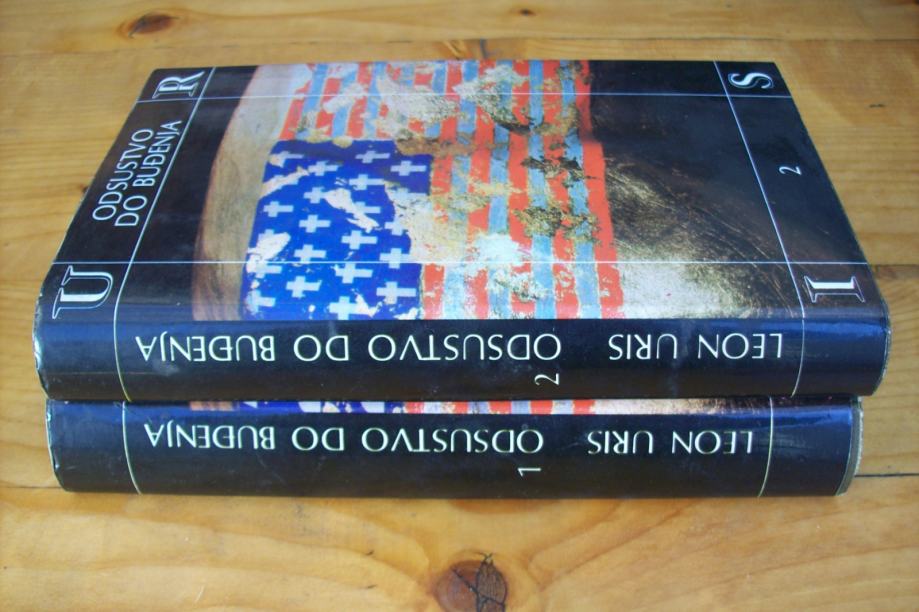 U R I S
ODSUSTVO
DO BUĐENJA
2
LEON URIS ODSUSTVO DO BUĐENJA
2
LEON URIS ODSUSTVO DO BUĐENJA
1